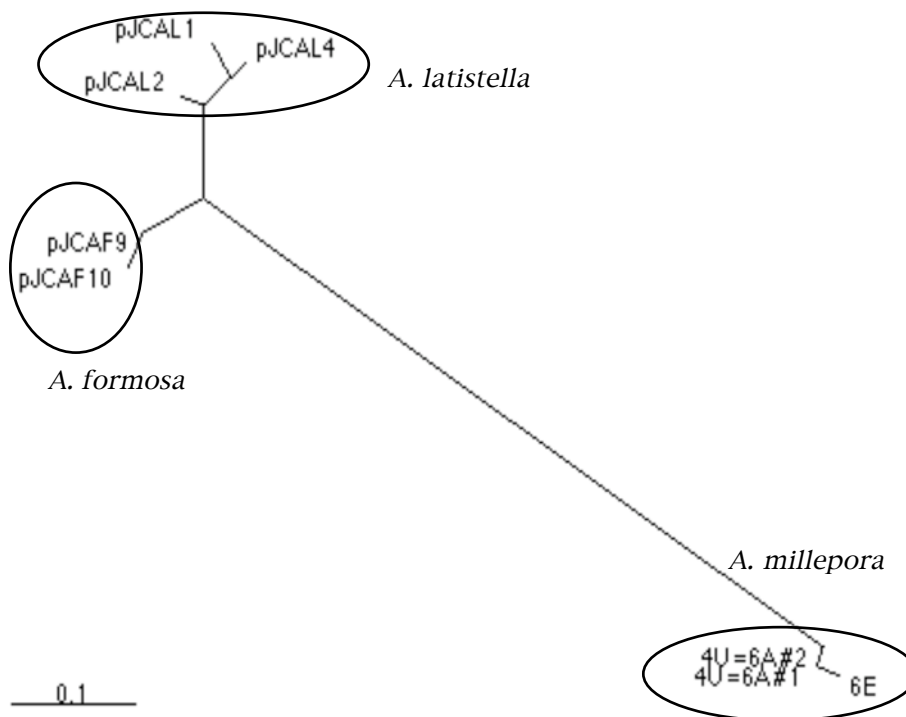 pJCAL1
pJCAL4
pJCAL2
A. latistella
pJCAF9
pJCAF10
A. formosa
A. millepora
4U=6A#2
4U=6A#1
6E
0.1